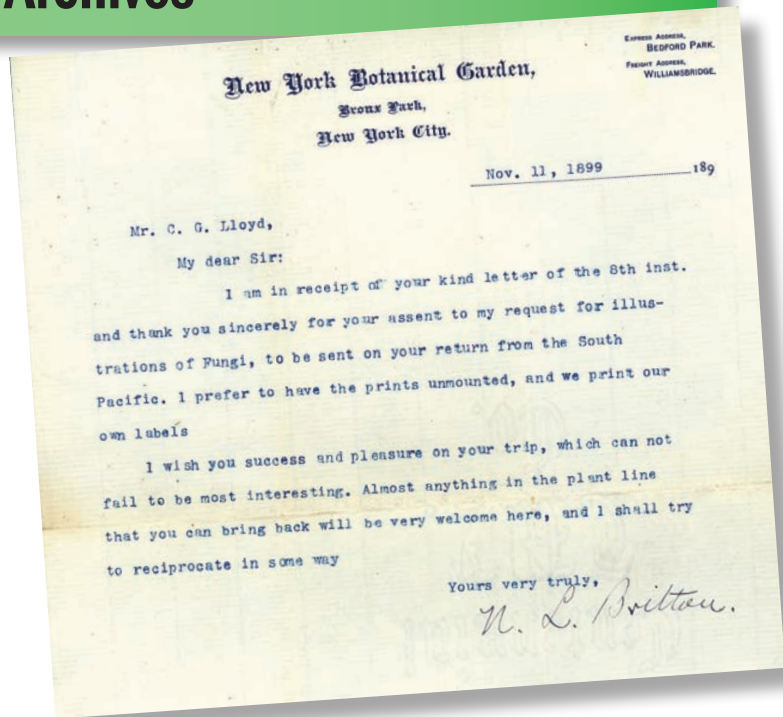 Archives
EXPRESS ADDRESS,
BEDFORD PARK.
FREIGHT ADDRESS,
WILLIAMSBRIDGE.
New York Botanical Garden,
Bronx Park,
New York City.
Nov. 11, 1899 189
Mr. C. G. Lloyd,
My dear Sir:
I am in receipt of your kind letter of the 8th inst.
and thank you sincerely for your assent to my request for illus-
trations of Fungi, to be sent on your return from the South
Pacific. I prefer to have the prints unmounted, and we print our
own labels
I wish you success and pleasure on your trip, which can not
fail to be most interesting. Almost anything in the plant line
that you can bring back will be very welcome here, and I shall try
to reciprocate in some way
Yours very truly,
N. L. Britton.